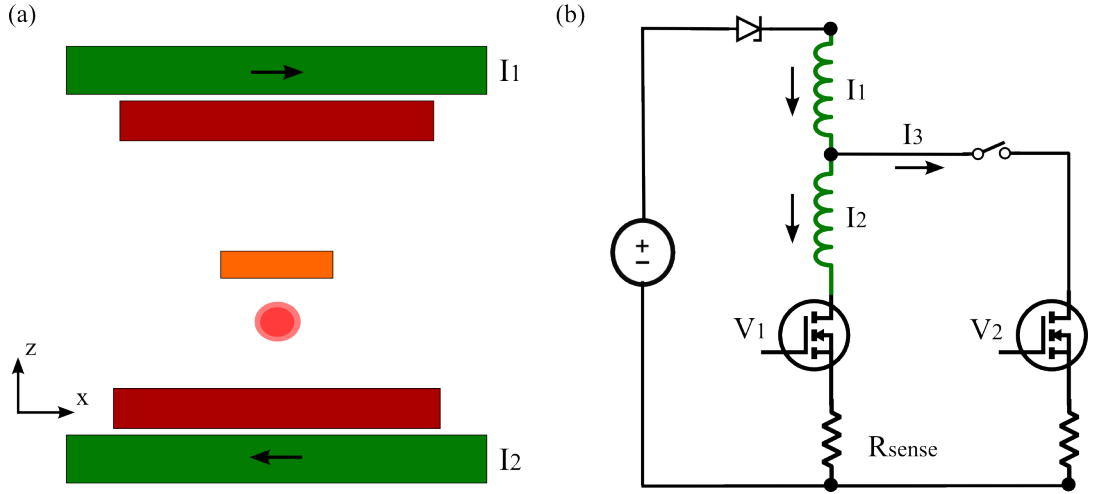 (a)
I1
I2
z
x
(b)
I1
I3
I2
+
−
V1
V2
Rsense